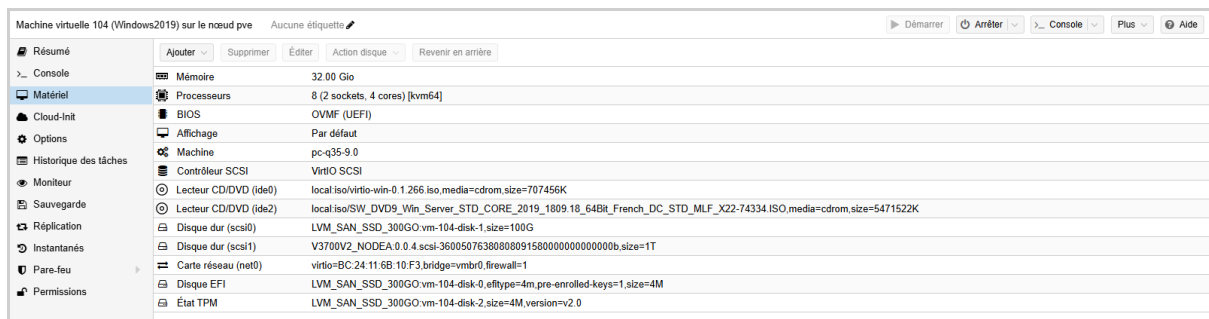 Machine virtuelle 104 (Windows2019) sur le nœud pve Aucune étiquette Démarrer Arrêter Console Plus Aide
Résumé
Console
Matériel
Cloud-Init
Options
Historique des tâches
Moniteur
Sauvegarde
Réplication
Instantanés
Pare-feu
Permissions
Ajouter Supprimer Éditer Action disque Revenir en arrière
Mémoire 32.00 Gio
Processeurs 8 (2 sockets, 4 cores) [kvm64]
BIOS OVMF (UEFI)
Affichage Par défaut
Machine pc-q35-9.0
Contrôleur SCSI VirtIO SCSI
Lecteur CD/DVD (ide0) local:iso/virtio-win-0.1.266.iso,media=cdrom,size=707456K
Lecteur CD/DVD (ide2) local:iso/SW_DVD9_Win_Server_STD_CORE_2019_1809.18_64Bit_French_DC_STD_MLF_X22-74334.ISO,media=cdrom,size=5471522K
Disque dur (scsi0) LVM_SAN_SSD_300GO:vm-104-disk-1,size=100G
Disque dur (scsi1) V3700V2_NODEA:0.0.4.scsi-36005076380808091580000000000000b,size=1T
Carte réseau (net0) virtio=BC:24:11:6B:10:F3,bridge=vmbr0,firewall=1
Disque EFI LVM_SAN_SSD_300GO:vm-104-disk-0,efitype=4m,pre-enrolled-keys=1,size=4M
État TPM LVM_SAN_SSD_300GO:vm-104-disk-2,size=4M,version=v2.0